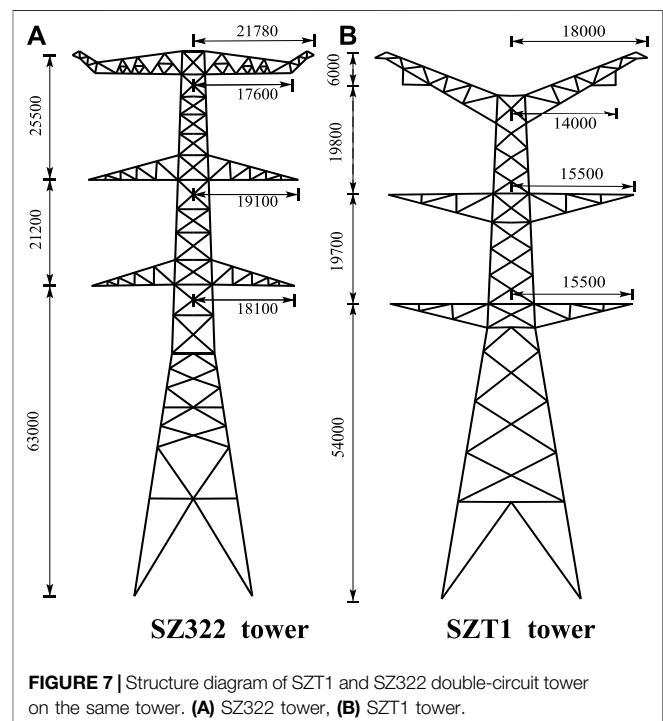 A
21780
17600
25500
19100
21200
18100
63000
SZ322 tower
B
18000
6000
14000
19800
15500
19700
15500
54000
SZT1 tower
FIGURE 7 | Structure diagram of SZT1 and SZ322 double-circuit tower
on the same tower. (A) SZ322 tower, (B) SZT1 tower.